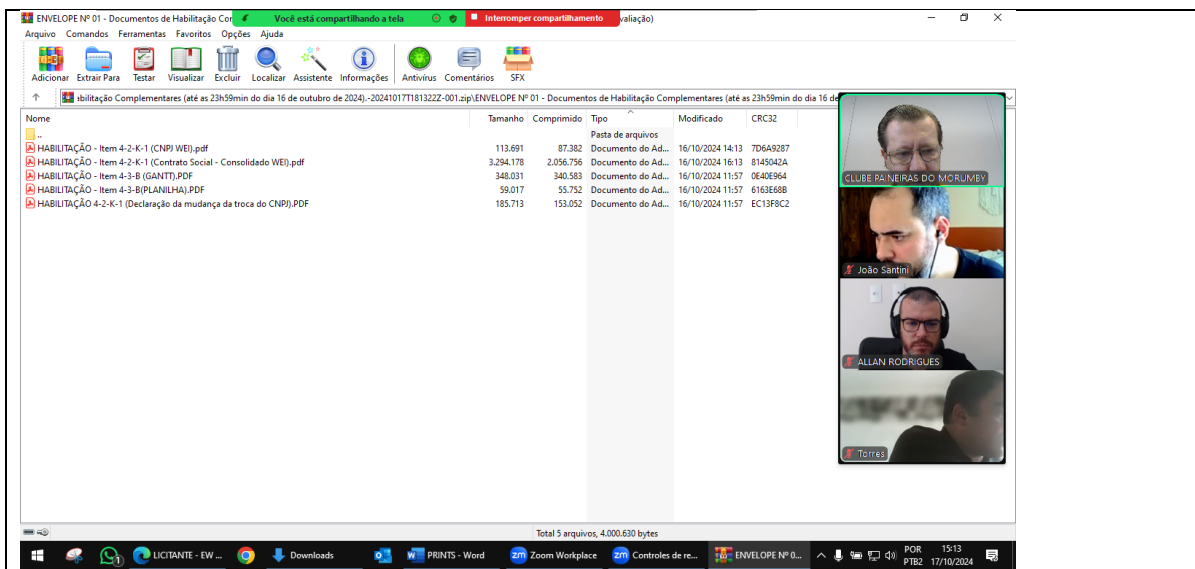 ENVELOPE Nº 01 - Documentos de Habilitação Cor
Você está compartilhando a tela
Interromper compartilhamento
valiação)
Arquivo Comandos Ferramentas Favoritos Opções Ajuda
Adicionar Extrair Para Testar Visualizar Excluir Localizar Assistente Informações Antivírus Comentários SFX
abilitação Complementares (até as 23h59min do dia 16 de outubro de 2024).-20241017T181322Z-001.zip\ENVELOPE Nº 01 - Documentos de Habilitação Complementares (até as 23h59min do dia 16 de
Nome Tamanho Comprimido Tipo Modificado CRC32
.. Pasta de arquivos
HABILITAÇÃO - Item 4-2-K-1 (CNPJ WEI).pdf 113.691 87.382 Documento do Ad... 16/10/2024 14:13 7D6A9287
HABILITAÇÃO - Item 4-2-K-1 (Contrato Social - Consolidado WEI).pdf 3.294.178 2.056.756 Documento do Ad... 16/10/2024 16:13 8145042A
HABILITAÇÃO - Item 4-3-B (GANTT).PDF 348.031 340.583 Documento do Ad... 16/10/2024 11:57 0E40E964
HABILITAÇÃO - Item 4-3-B(PLANILHA).PDF 59.017 55.752 Documento do Ad... 16/10/2024 11:57 6163E68B
HABILITAÇÃO 4-2-K-1 (Declaração da mudança da troca do CNPJ).PDF 185.713 153.052 Documento do Ad... 16/10/2024 11:57 EC13F8C2
CLUBE PAINEIRAS DO MORUMBY
João Santini
ALLAN RODRIGUES
Torres
Total 5 arquivos, 4.000.630 bytes
LICITANTE - EW ... Downloads PRINTS - Word Zoom Workplace Controles de re... ENVELOPE Nº 0... POR 15:13
PTB2 17/10/2024